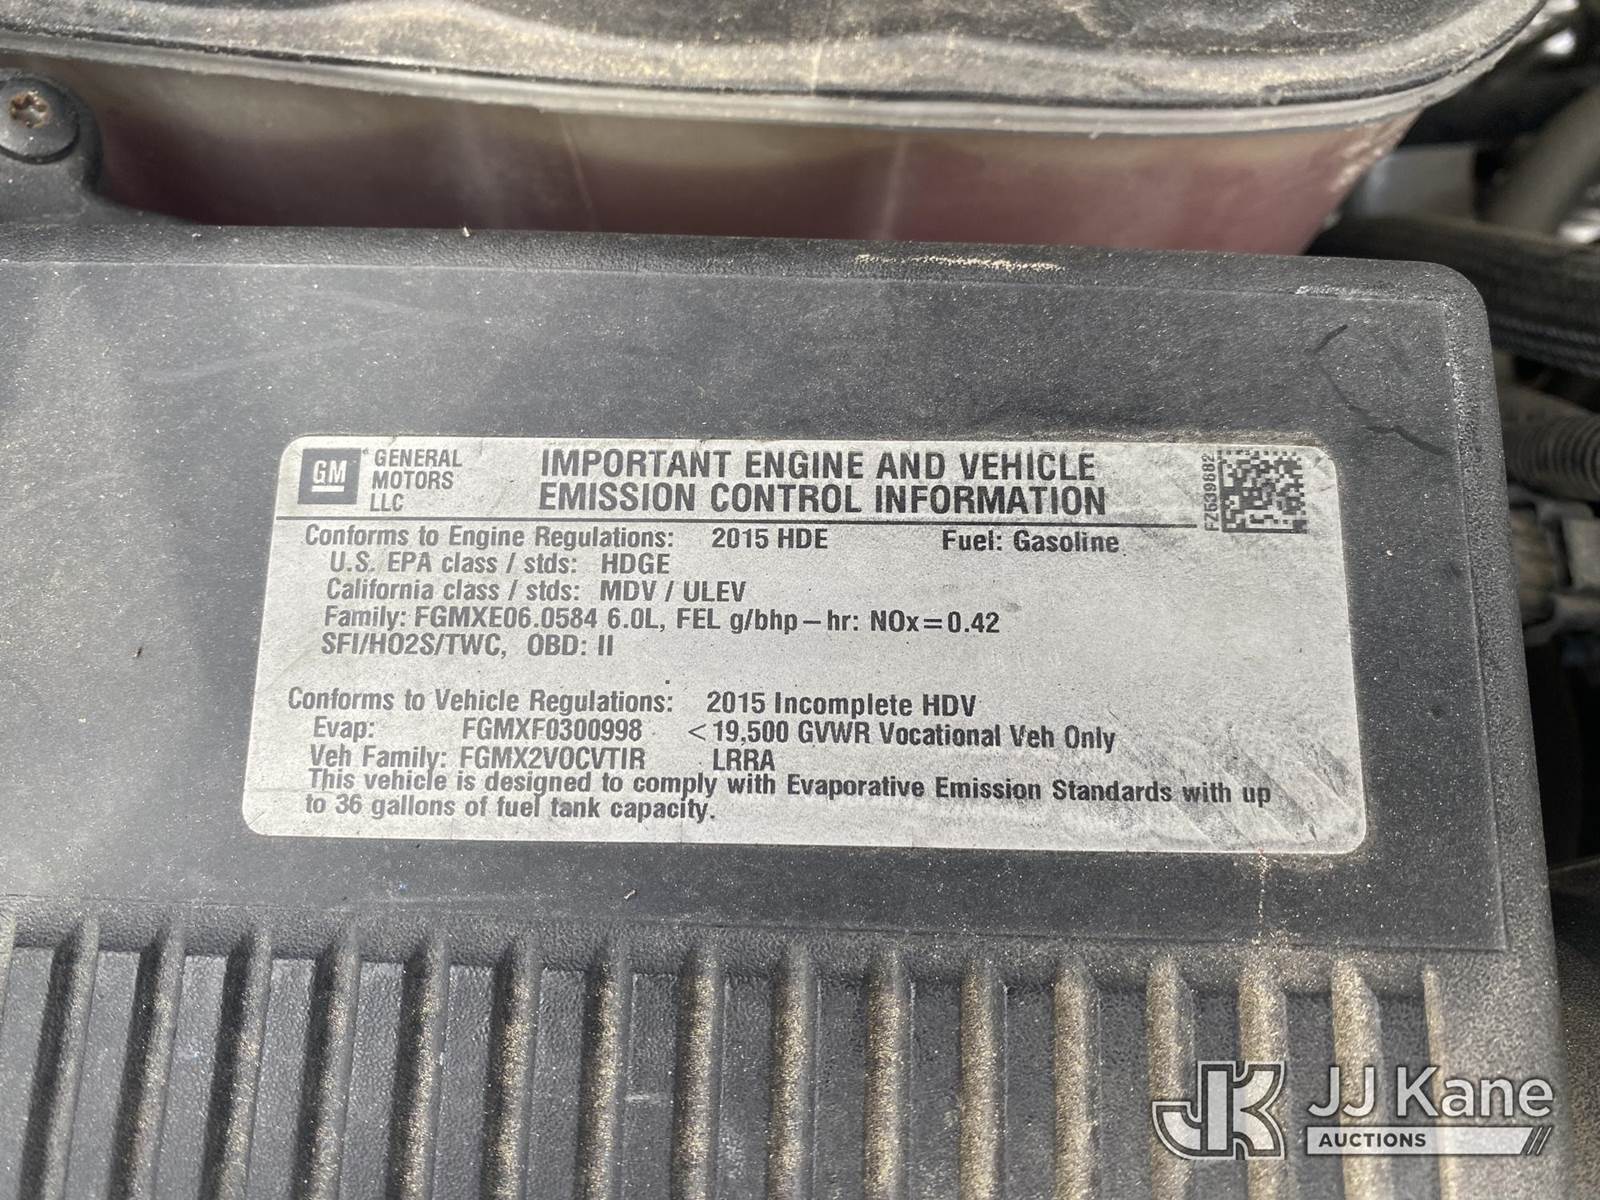 GM
GENERAL
MOTORS
LLC
IMPORTANT ENGINE AND VEHICLE
EMISSION CONTROL INFORMATION
FZ539682
Conforms to Engine Regulations: 2015 HDE Fuel: Gasoline
U.S. EPA class / stds: HDGE
California class / stds: MDV / ULEV
Family: FGMXE06.0584 6.0L, FEL g/bhp-hr: NOx=0.42
SFI/HO2S/TWC, OBD: II
Conforms to Vehicle Regulations: 2015 Incomplete HDV
Evap: FGMXF0300998 <19,500 GVWR Vocational Veh Only
Veh Family: FGMX2VOCVTIR LRRA
This vehicle is designed to comply with Evaporative Emission Standards with up
to 36 gallons of fuel tank capacity.
JK JJ Kane
AUCTIONS